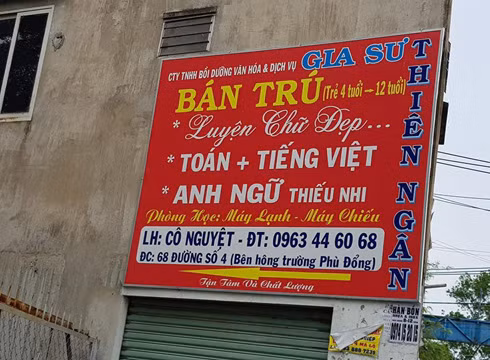 CTY TNHH BỒI DƯỠNG VĂN HÓA & DỊCH VỤ GIA SƯ
THIÊN NGÂN
BÁN TRÚ (Trẻ 4 tuổi - 12 tuổi)
* Luyện Chữ Đẹp...
* TOÁN + TIẾNG VIỆT
* ANH NGỮ THIẾU NHI
Phòng Học: Máy Lạnh - Máy Chiếu
LH: CÔ NGUYỆT - ĐT: 0963 44 60 68
ĐC: 68 ĐƯỜNG SỐ 4 (Bên hông trường Phù Đổng)
Tận Tâm Và Chất Lượng